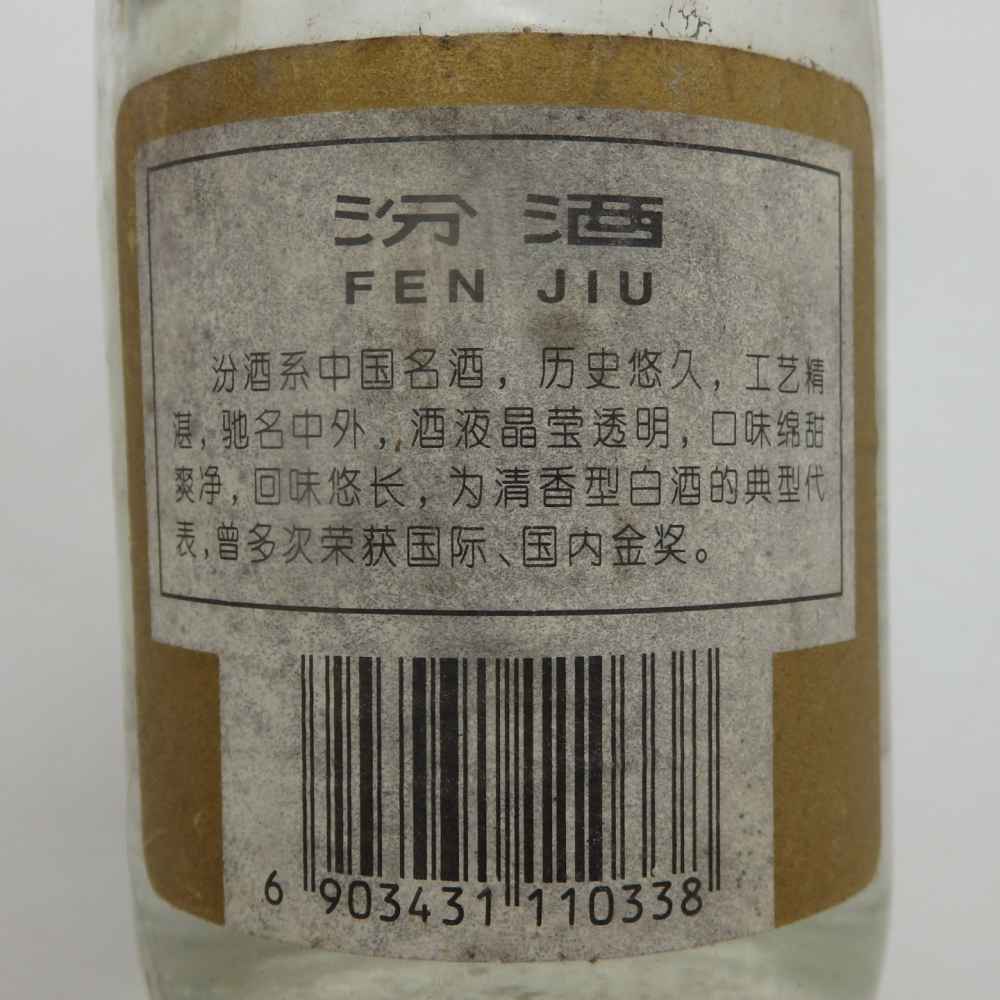 汾酒
FEN JIU
汾酒系中国名酒，历史悠久，工艺精
湛，驰名中外，酒液晶莹透明，口味绵甜
爽净，回味悠长，为清香型白酒的典型代
表，曾多次荣获国际、国内金奖。
6 903431 110338